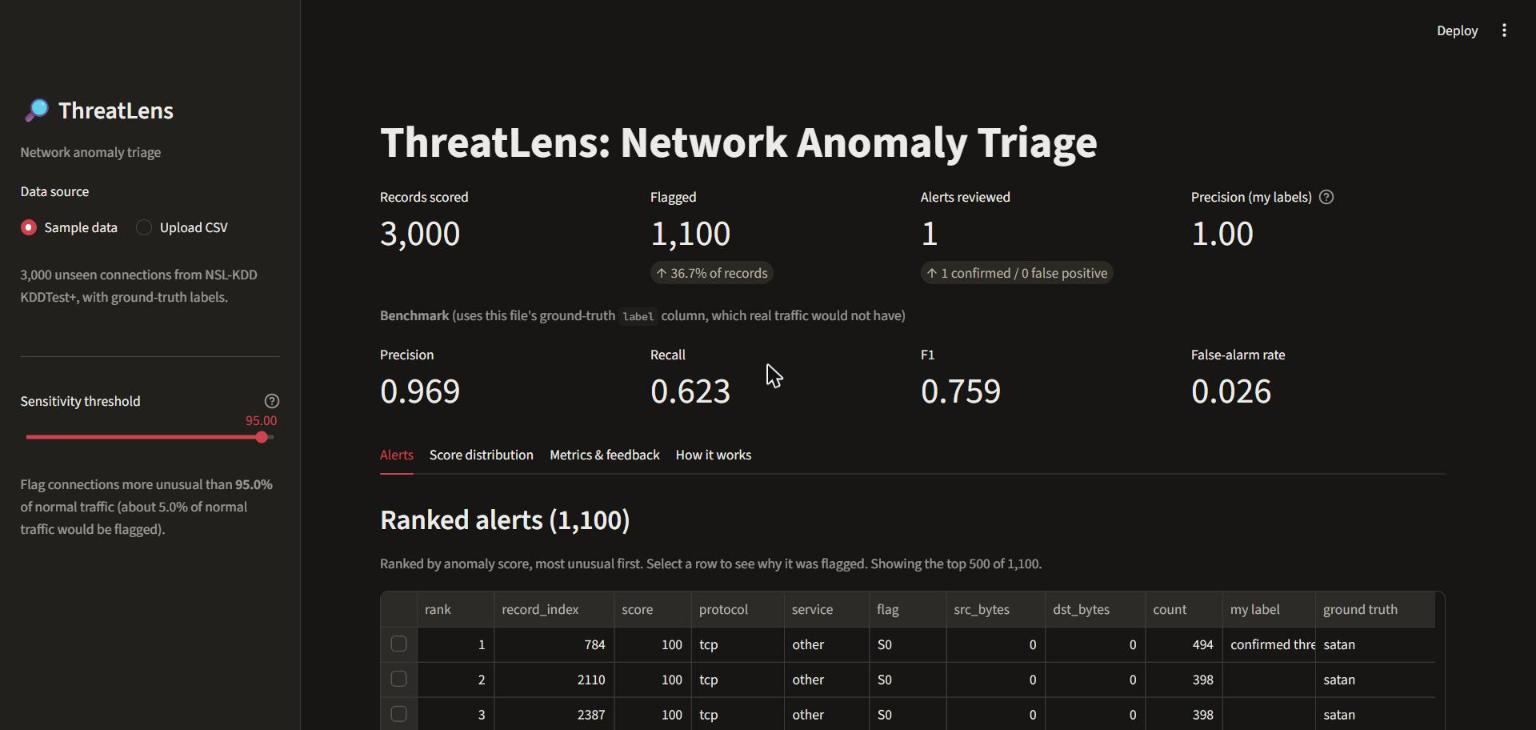 Deploy
ThreatLens
Network anomaly triage
Data source
Sample data Upload CSV
3,000 unseen connections from NSL-KDD
KDDTest+, with ground-truth labels.
Sensitivity threshold
95.00
Flag connections more unusual than 95.0%
of normal traffic (about 5.0% of normal
traffic would be flagged).
ThreatLens: Network Anomaly Triage
Records scored Flagged Alerts reviewed Precision (my labels)
3,000 1,100 1 1.00
↑ 36.7% of records ↑ 1 confirmed / 0 false positive
Benchmark (uses this file's ground-truth label column, which real traffic would not have)
Precision Recall F1 False-alarm rate
0.969 0.623 0.759 0.026
Alerts Score distribution Metrics & feedback How it works
Ranked alerts (1,100)
Ranked by anomaly score, most unusual first. Select a row to see why it was flagged. Showing the top 500 of 1,100.
rank record_index score protocol service flag src_bytes dst_bytes count my label ground truth
1 784 100 tcp other S0 0 0 494 confirmed thre satan
2 2110 100 tcp other S0 0 0 398 satan
3 2387 100 tcp other S0 0 0 398 satan